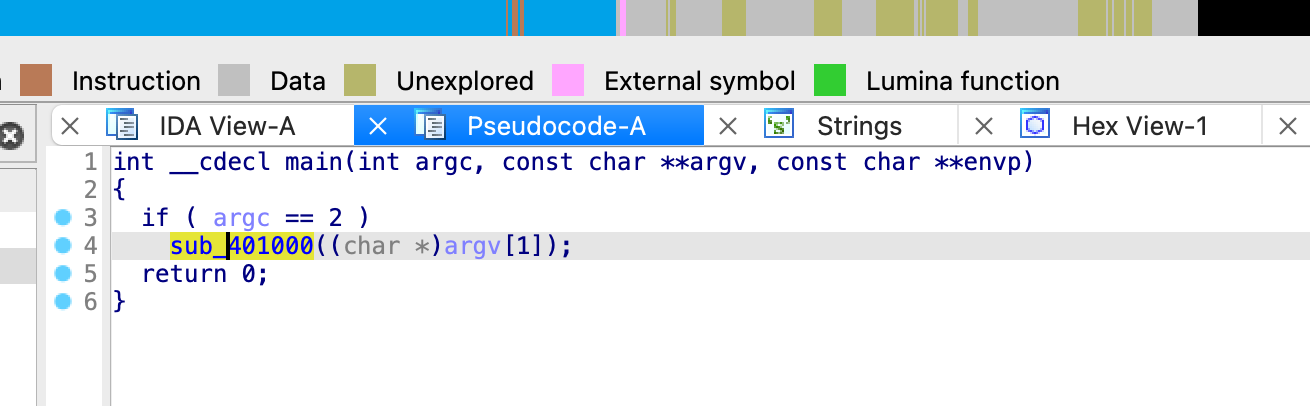 Instruction Data Unexplored External symbol Lumina function
IDA View-A Pseudocode-A Strings Hex View-1
1 int __cdecl main(int argc, const char **argv, const char **envp)
2 {
3   if ( argc == 2 )
4     sub_401000((char *)argv[1]);
5   return 0;
6 }